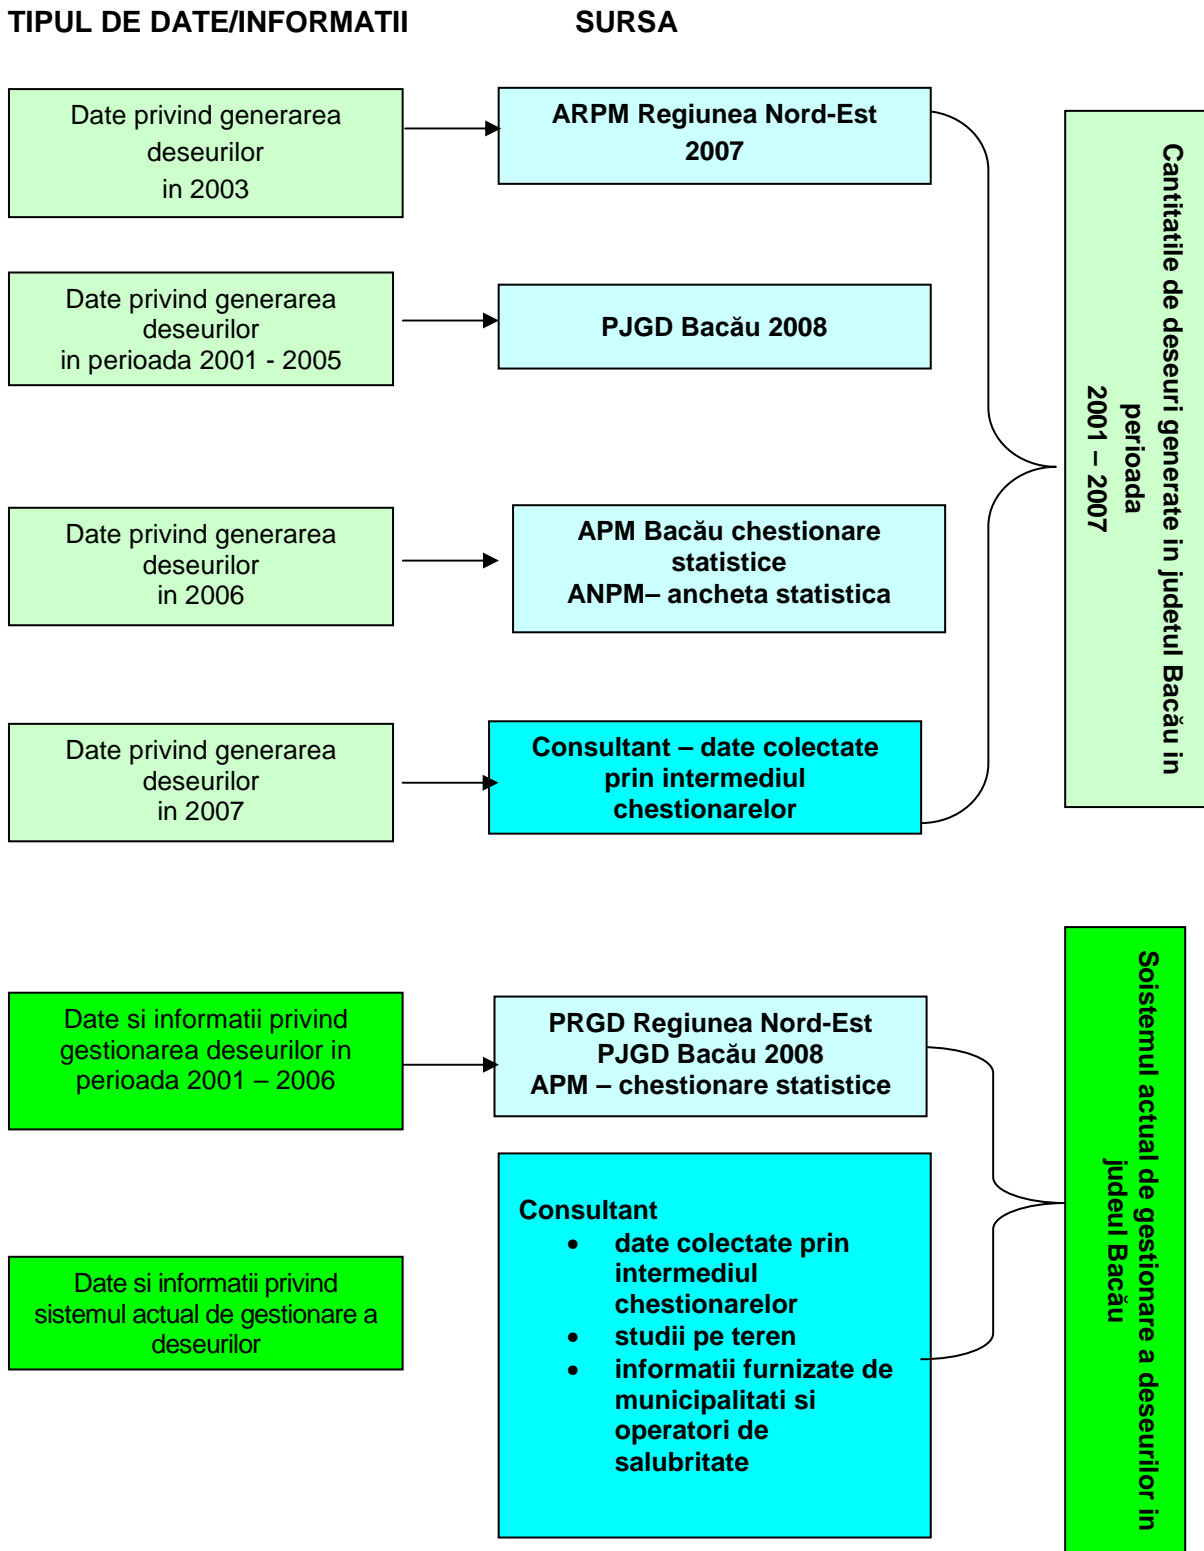 TIPUL DE DATE/INFORMATII
SURSA
Date privind generarea
deseurilor
in 2003
ARPM Regiunea Nord-Est
2007
Date privind generarea
deseurilor
in perioada 2001 - 2005
PJGD Bacău 2008
Date privind generarea
deseurilor
in 2006
APM Bacău chestionare
statistice
ANPM– ancheta statistica
Date privind generarea
deseurilor
in 2007
Consultant – date colectate
prin intermediul
chestionarelor
Cantitatile de deseuri generate in judetul Bacău in
perioada
2001 – 2007
Date si informatii privind
gestionarea deseurilor in
perioada 2001 – 2006
PRGD Regiunea Nord-Est
PJGD Bacău 2008
APM – chestionare statistice
Date si informatii privind
sistemul actual de gestionare a
deseurilor
Consultant
• date colectate prin
intermediul
chestionarelor
• studii pe teren
• informatii furnizate de
municipalitati si
operatori de
salubritate
Soistemul actual de gestionare a deseurilor in
judeul Bacău